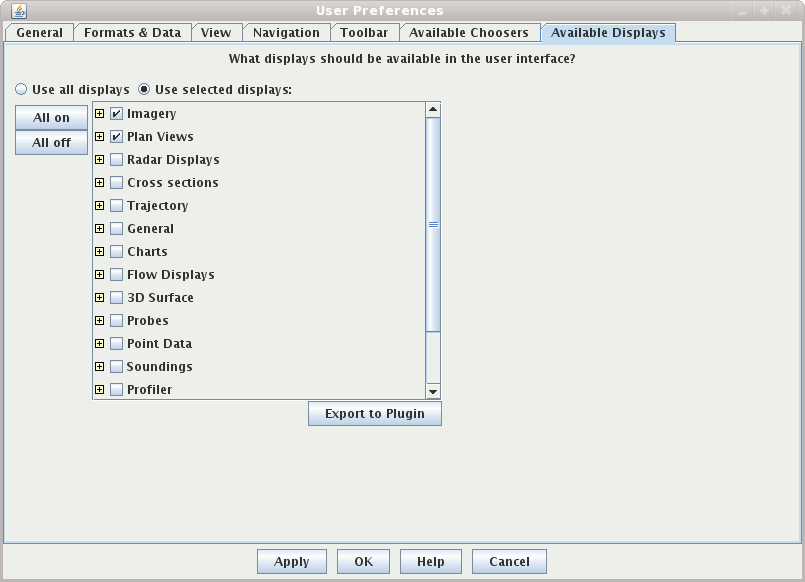 User Preferences
General Formats & Data View Navigation Toolbar Available Choosers Available Displays
What displays should be available in the user interface?
Use all displays Use selected displays:
All on
All off
Imagery
Plan Views
Radar Displays
Cross sections
Trajectory
General
Charts
Flow Displays
3D Surface
Probes
Point Data
Soundings
Profiler
Export to Plugin
Apply OK Help Cancel